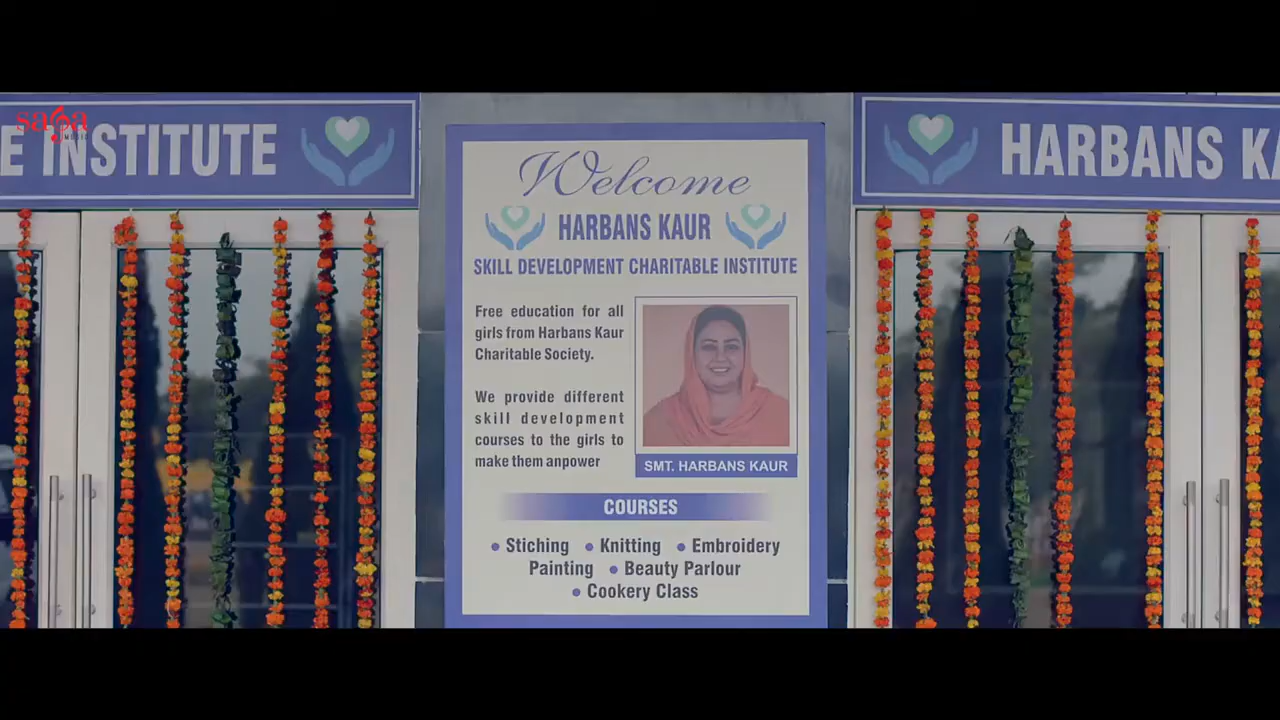 saga
MUSIC
E INSTITUTE
HARBANS KA
Welcome
HARBANS KAUR
SKILL DEVELOPMENT CHARITABLE INSTITUTE
Free education for all
girls from Harbans Kaur
Charitable Society.
We provide different
skill development
courses to the girls to
make them anpower
SMT. HARBANS KAUR
COURSES
• Stiching • Knitting • Embroidery
Painting • Beauty Parlour
• Cookery Class